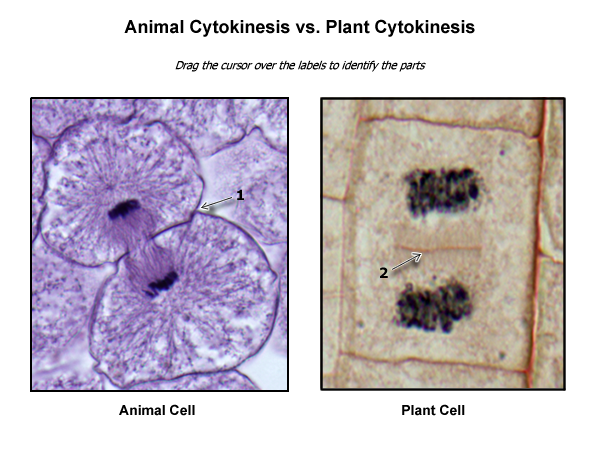 Animal Cytokinesis vs. Plant Cytokinesis
Drag the cursor over the labels to identify the parts
1
2
Animal Cell
Plant Cell